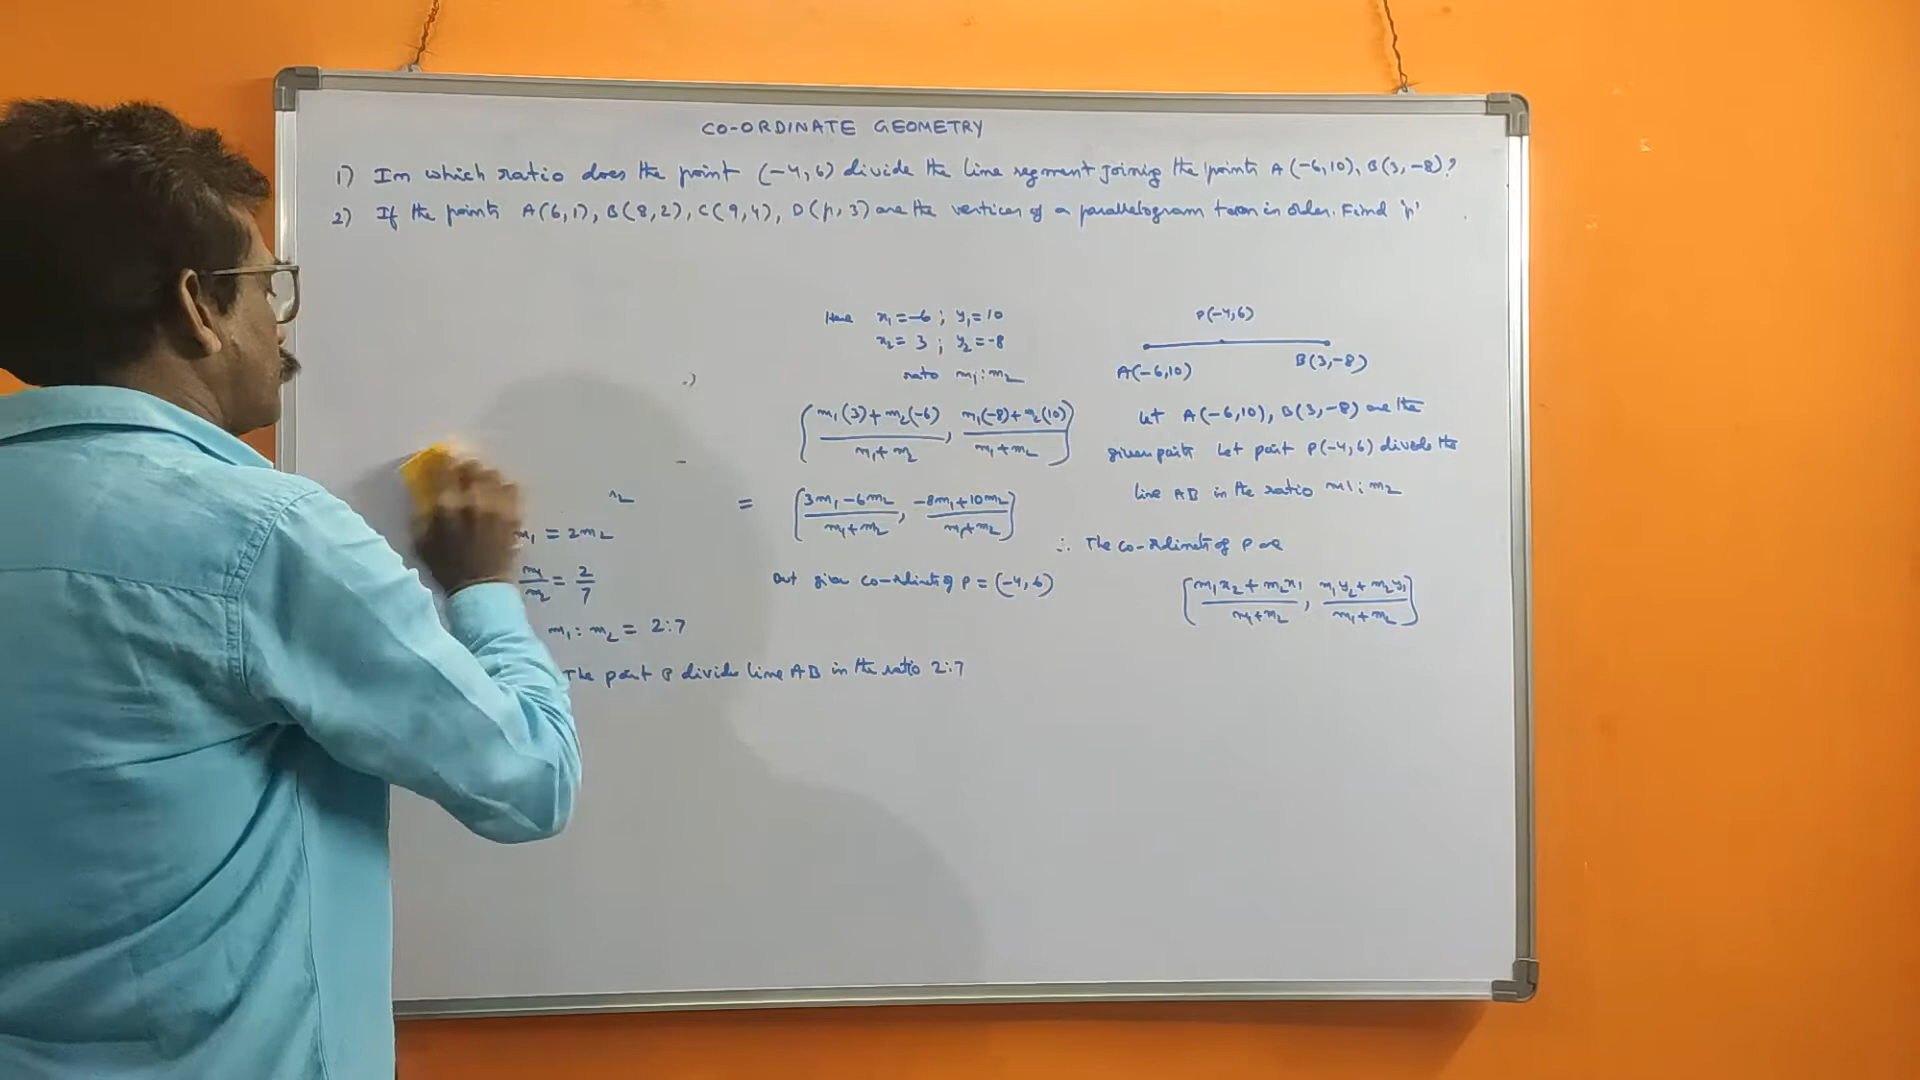 CO-ORDINATE GEOMETRY
1) In which ratio does the point (-4,6) divide the line segment joining the points A(-6,10), B(3,-8)?
2) If the points A(6,1), B(8,2), C(9,4), D(p,3) are the vertices of a parallelogram taken in order. Find 'p'
Here x₁=-6 ; y₁=10
x₂=3 ; y₂=-8
ratio m₁:m₂
( m₁(3)+m₂(-6) / m₁+m₂ , m₁(-8)+m₂(10) / m₁+m₂ )
= ( 3m₁-6m₂ / m₁+m₂ , -8m₁+10m₂ / m₁+m₂ )
But given co-ordinates of P = (-4,6)
m₁ = 2m₂
m₁/m₂ = 2/7
m₁ : m₂ = 2:7
The point P divides line AB in the ratio 2:7
P(-4,6)
A(-6,10) B(3,-8)
Let A(-6,10), B(3,-8) are the
given points Let point P(-4,6) divide the
line AB in the ratio m1:m₂
∴ The co-ordinates of P are
( m₁x₂+m₂x₁ / m₁+m₂ , m₁y₂+m₂y₁ / m₁+m₂ )